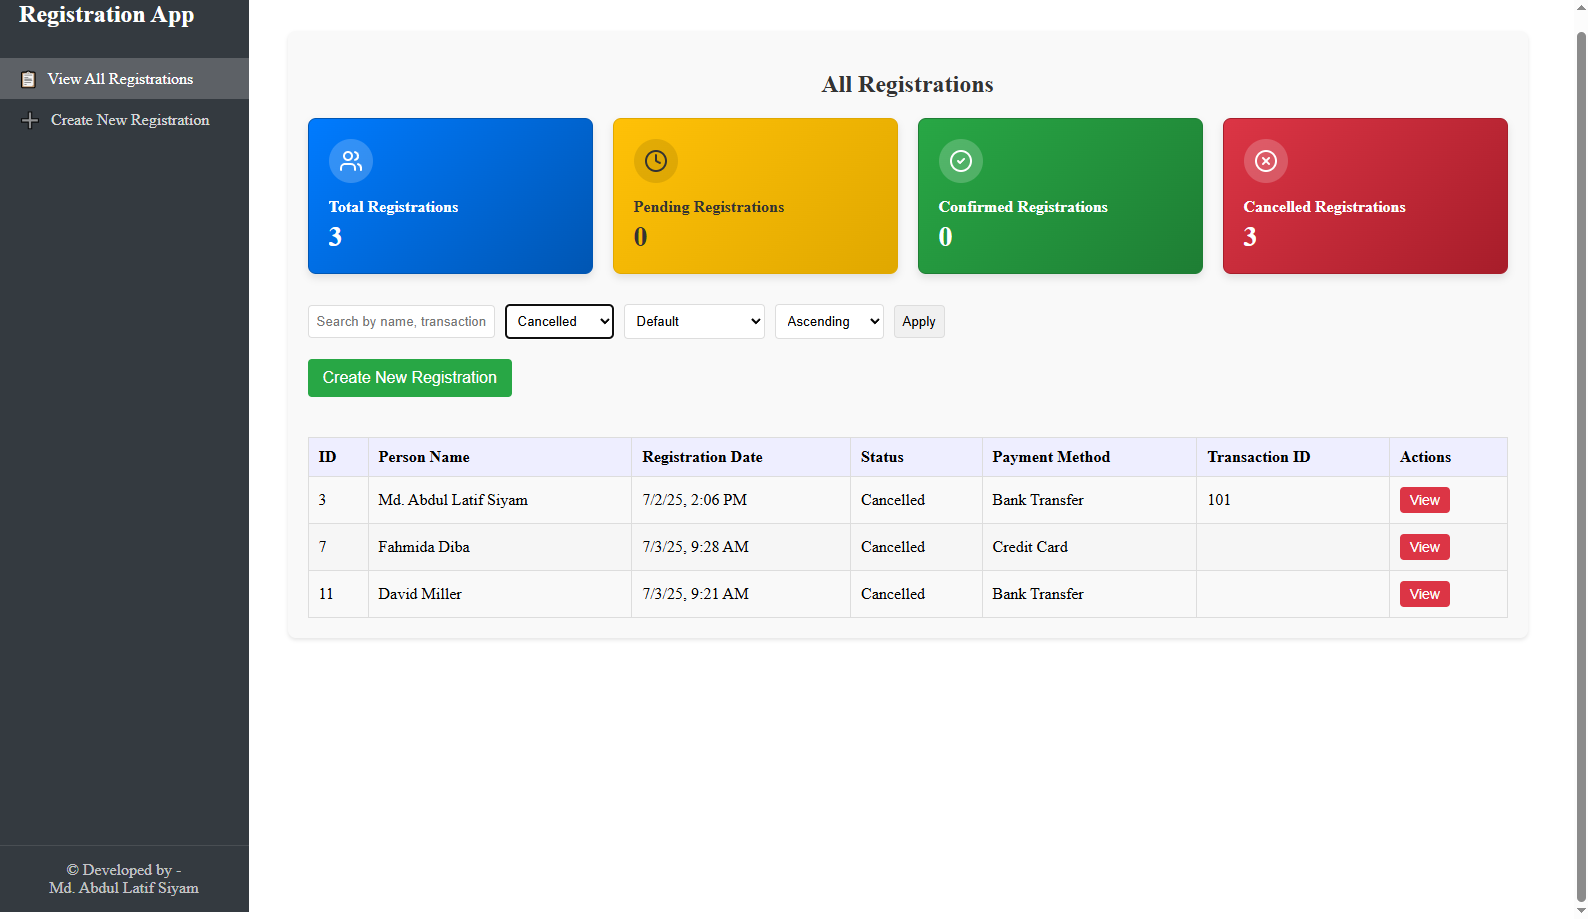 Registration App
View All Registrations
Create New Registration
All Registrations
Total Registrations
3
Pending Registrations
0
Confirmed Registrations
0
Cancelled Registrations
3
Search by name, transaction
Cancelled
Default
Ascending
Apply
Create New Registration
ID Person Name Registration Date Status Payment Method Transaction ID Actions
3 Md. Abdul Latif Siyam 7/2/25, 2:06 PM Cancelled Bank Transfer 101 View
7 Fahmida Diba 7/3/25, 9:28 AM Cancelled Credit Card View
11 David Miller 7/3/25, 9:21 AM Cancelled Bank Transfer View
© Developed by -
Md. Abdul Latif Siyam